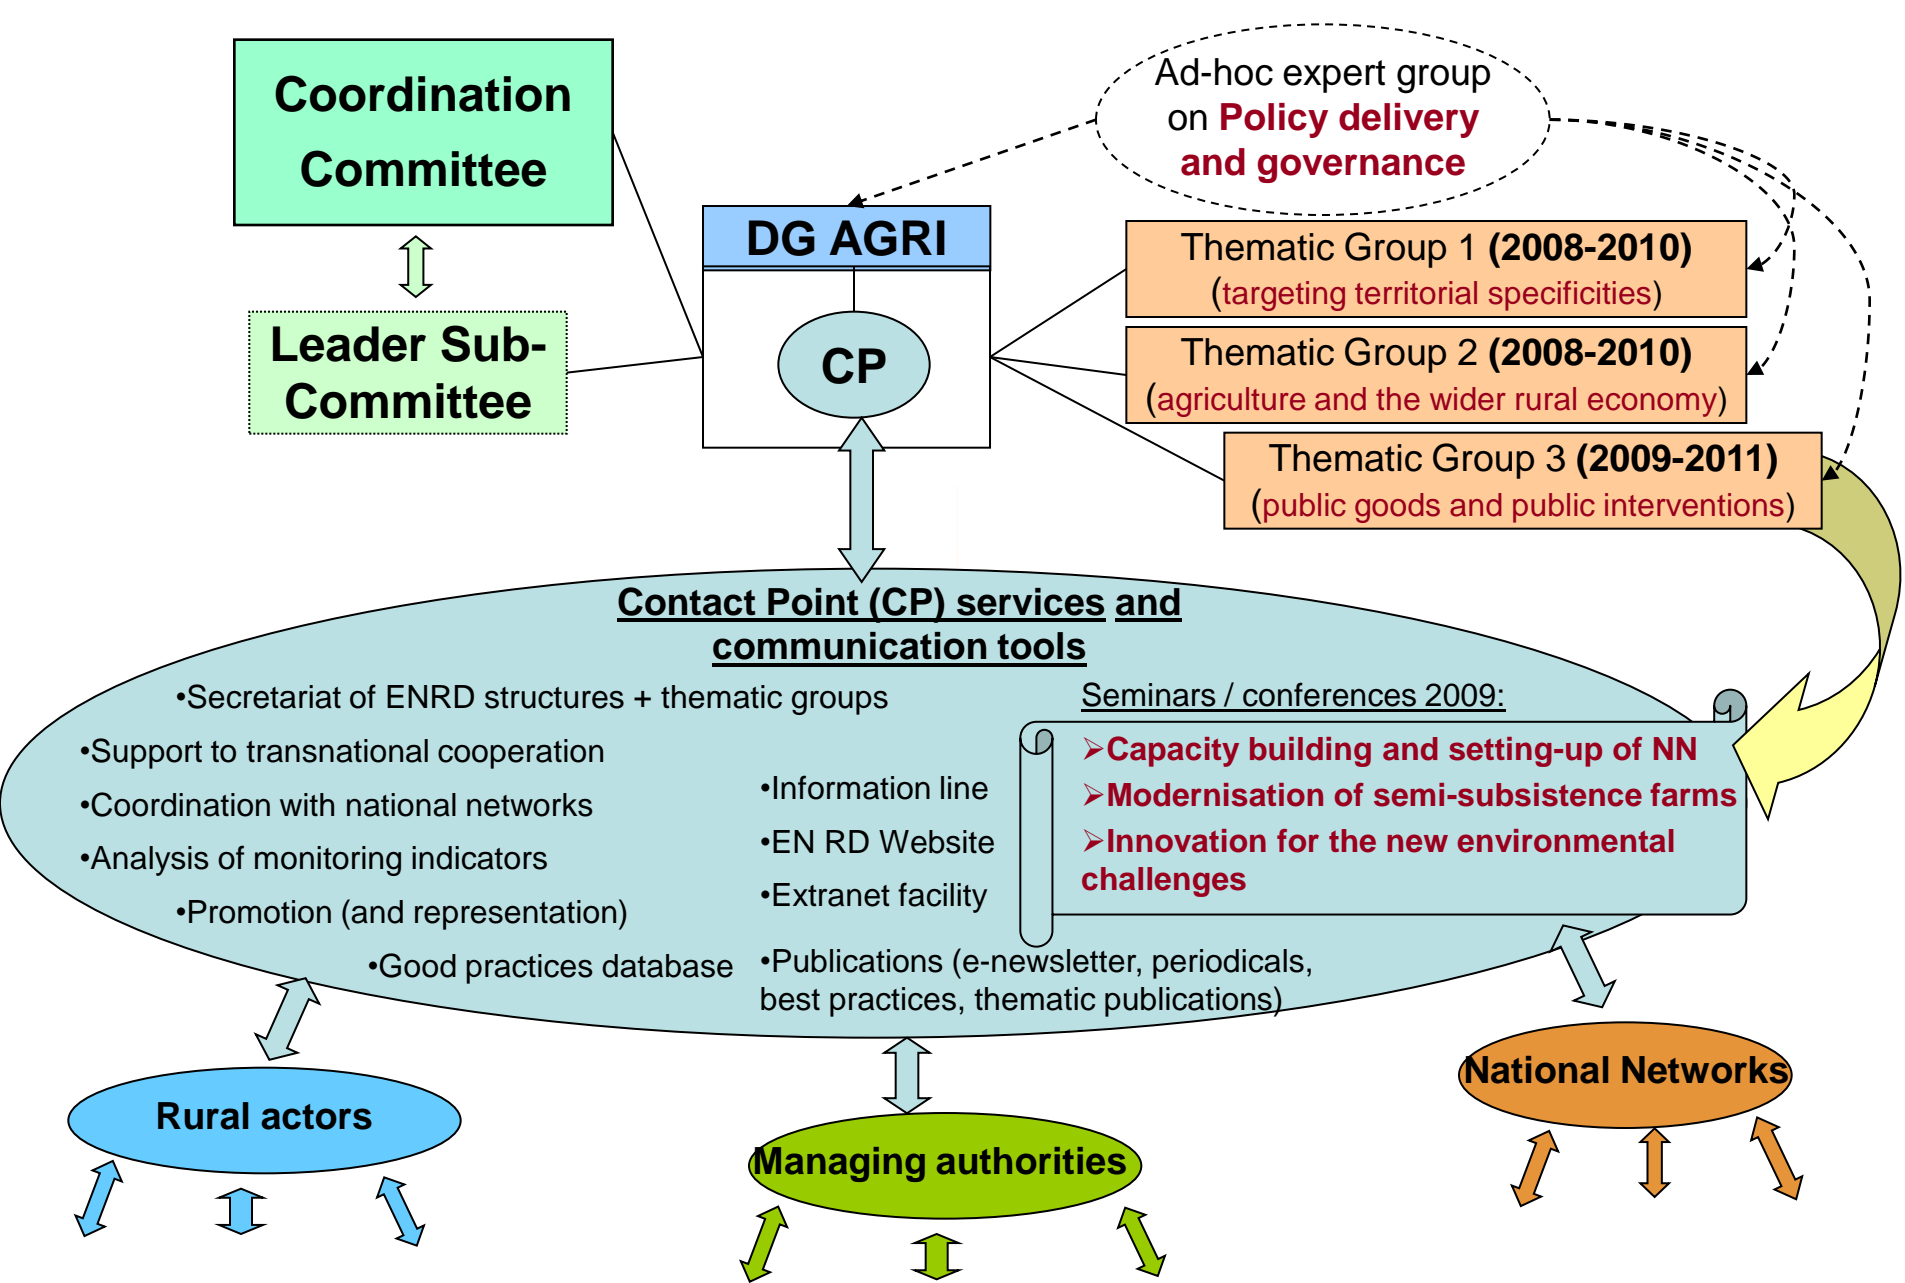 Coordination
Committee
Leader Sub-
Committee
DG AGRI
CP
Ad-hoc expert group
on Policy delivery
and governance
Thematic Group 1 (2008-2010)
(targeting territorial specificities)
Thematic Group 2 (2008-2010)
(agriculture and the wider rural economy)
Thematic Group 3 (2009-2011)
(public goods and public interventions)
Contact Point (CP) services and
communication tools
•Secretariat of ENRD structures + thematic groups
•Support to transnational cooperation
•Coordination with national networks
•Analysis of monitoring indicators
•Promotion (and representation)
•Good practices database
•Information line
•EN RD Website
•Extranet facility
•Publications (e-newsletter, periodicals,
best practices, thematic publications)
Seminars / conferences 2009:
➢Capacity building and setting-up of NN
➢Modernisation of semi-subsistence farms
➢Innovation for the new environmental
challenges
Rural actors
Managing authorities
National Networks